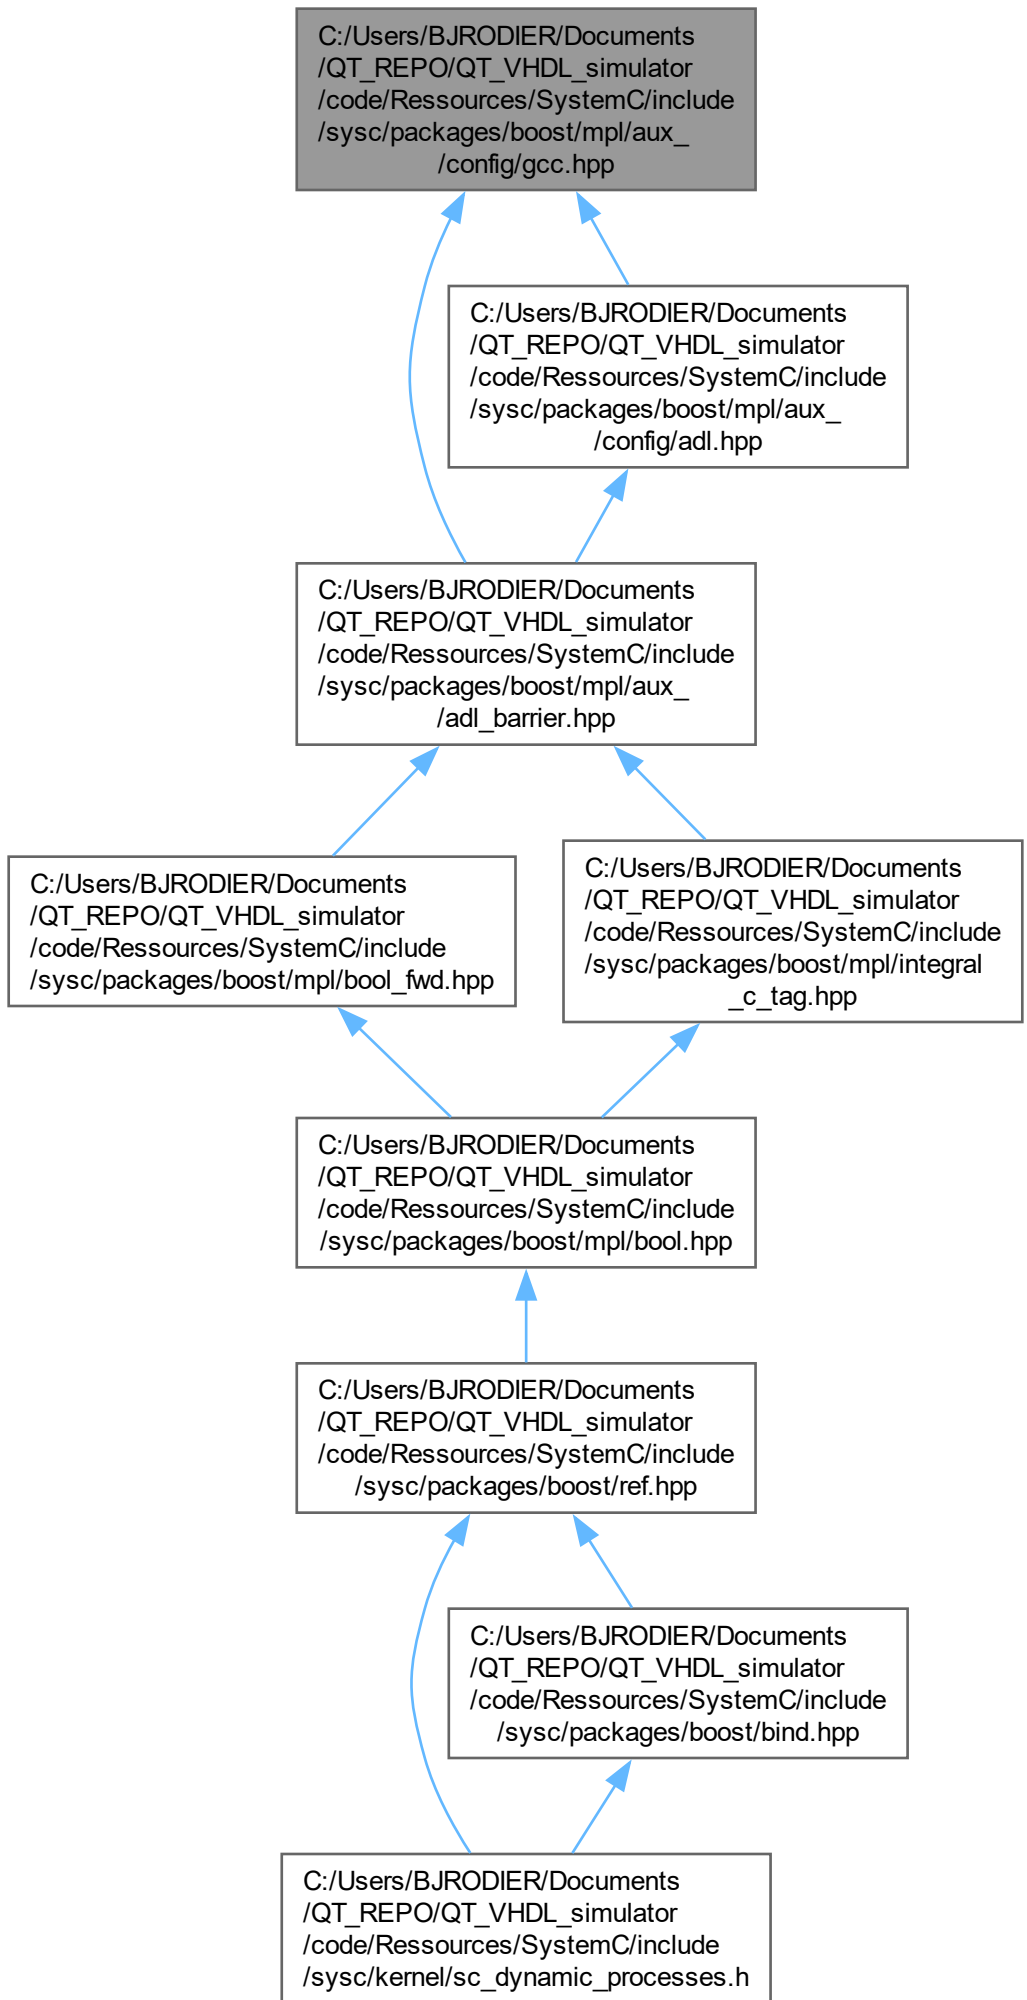 C:/Users/BJRODIER/Documents
/QT_REPO/QT_VHDL_simulator
/code/Ressources/SystemC/include
/sysc/packages/boost/mpl/aux_
/config/gcc.hpp
C:/Users/BJRODIER/Documents
/QT_REPO/QT_VHDL_simulator
/code/Ressources/SystemC/include
/sysc/packages/boost/mpl/aux_
/config/adl.hpp
C:/Users/BJRODIER/Documents
/QT_REPO/QT_VHDL_simulator
/code/Ressources/SystemC/include
/sysc/packages/boost/mpl/aux_
/adl_barrier.hpp
C:/Users/BJRODIER/Documents
/QT_REPO/QT_VHDL_simulator
/code/Ressources/SystemC/include
/sysc/packages/boost/mpl/bool_fwd.hpp
C:/Users/BJRODIER/Documents
/QT_REPO/QT_VHDL_simulator
/code/Ressources/SystemC/include
/sysc/packages/boost/mpl/integral
_c_tag.hpp
C:/Users/BJRODIER/Documents
/QT_REPO/QT_VHDL_simulator
/code/Ressources/SystemC/include
/sysc/packages/boost/mpl/bool.hpp
C:/Users/BJRODIER/Documents
/QT_REPO/QT_VHDL_simulator
/code/Ressources/SystemC/include
/sysc/packages/boost/ref.hpp
C:/Users/BJRODIER/Documents
/QT_REPO/QT_VHDL_simulator
/code/Ressources/SystemC/include
/sysc/packages/boost/bind.hpp
C:/Users/BJRODIER/Documents
/QT_REPO/QT_VHDL_simulator
/code/Ressources/SystemC/include
/sysc/kernel/sc_dynamic_processes.h